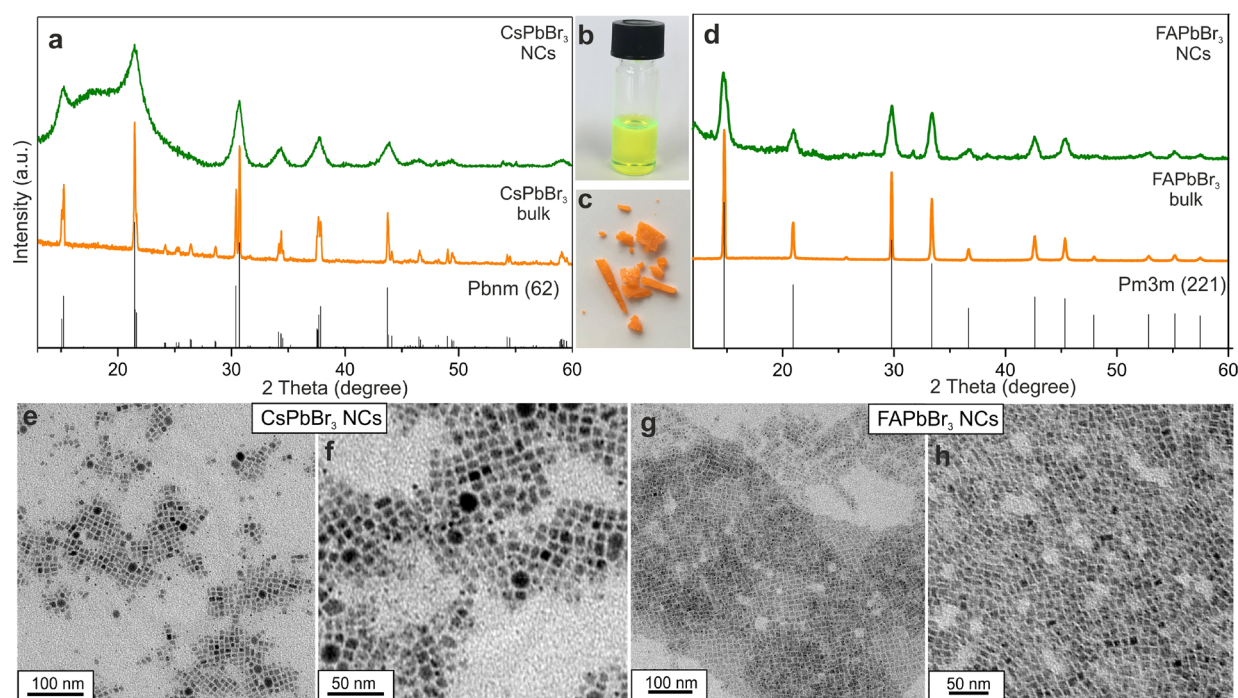 a
CsPbBr₃
NCs
CsPbBr₃
bulk
Pbnm (62)
Intensity (a.u.)
20 30 40 50 60
2 Theta (degree)
b
c
d
FAPbBr₃
NCs
FAPbBr₃
bulk
Pm3m (221)
20 30 40 50 60
2 Theta (degree)
e
CsPbBr₃ NCs
f
g
FAPbBr₃ NCs
h
100 nm
50 nm
100 nm
50 nm